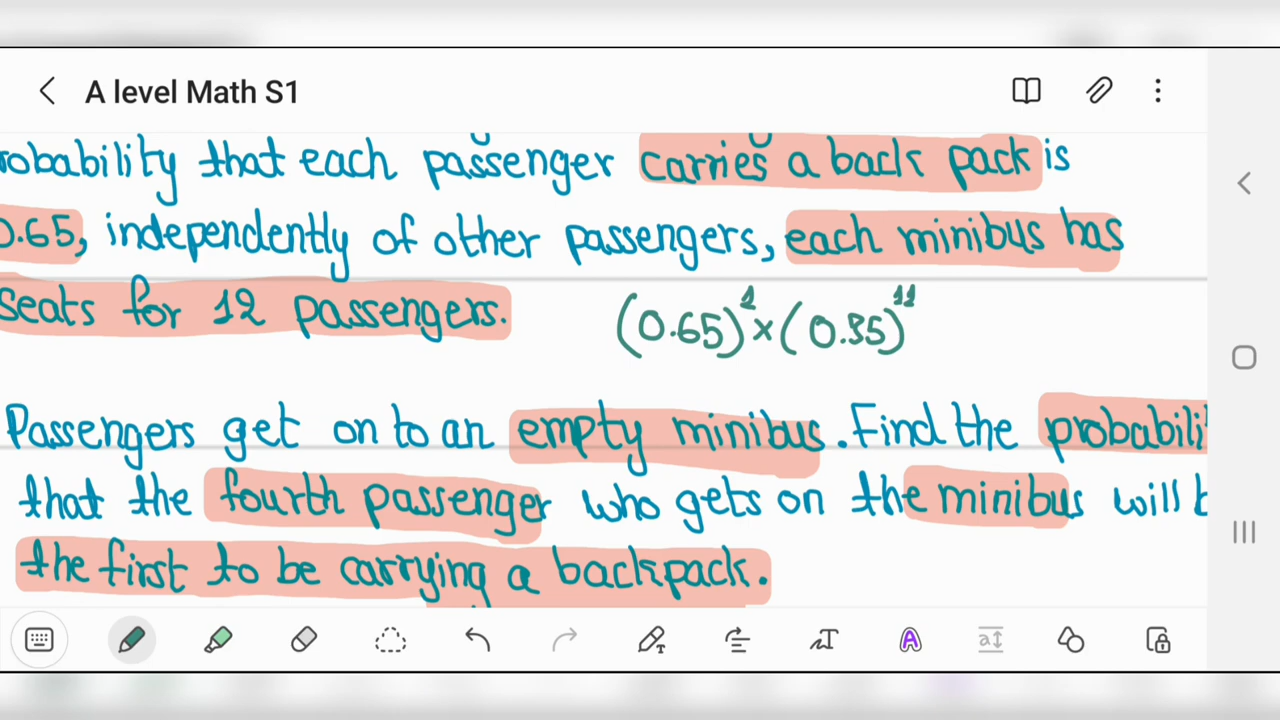 A level Math S1
robability that each passenger carries a back pack is
0.65, independently of other passengers, each minibus has
seats for 12 passengers.
(0.65)^1 × (0.35)^11
Passengers get on to an empty minibus. Find the probabili
that the fourth passenger who gets on the minibus will b
the first to be carrying a backpack.